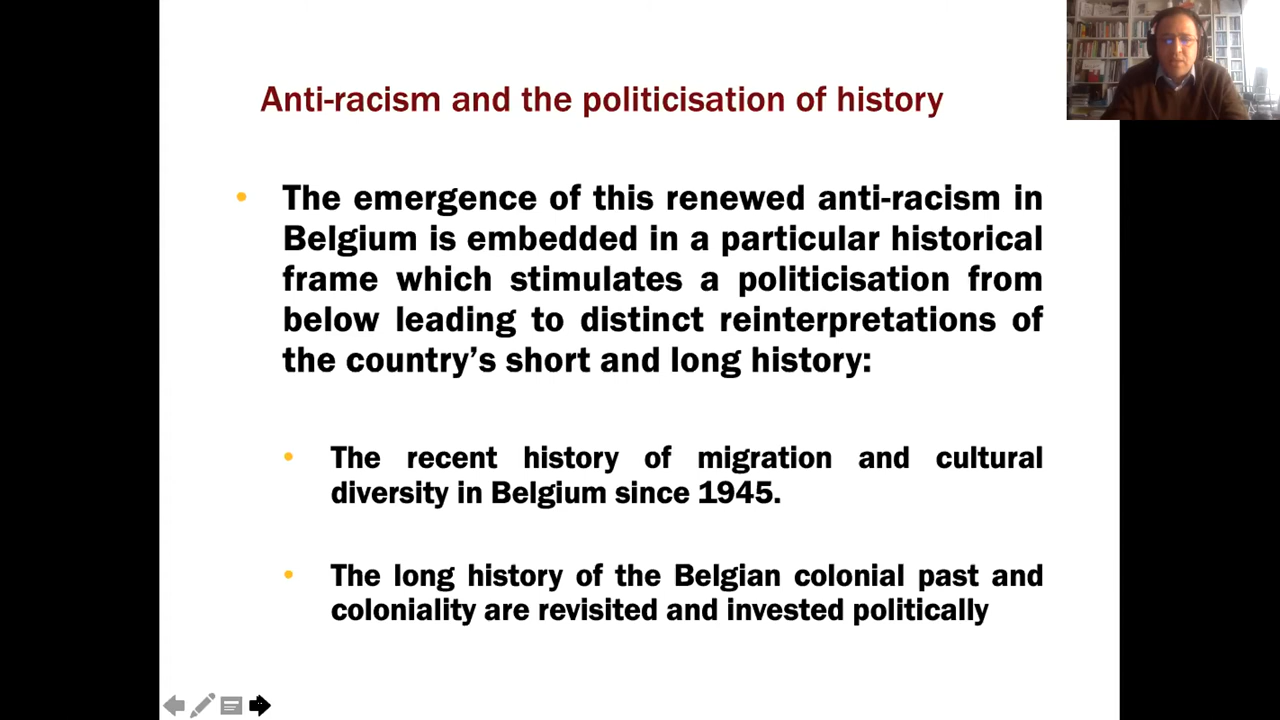 Anti-racism and the politicisation of history
• The emergence of this renewed anti-racism in
Belgium is embedded in a particular historical
frame which stimulates a politicisation from
below leading to distinct reinterpretations of
the country's short and long history:
• The recent history of migration and cultural
diversity in Belgium since 1945.
• The long history of the Belgian colonial past and
coloniality are revisited and invested politically